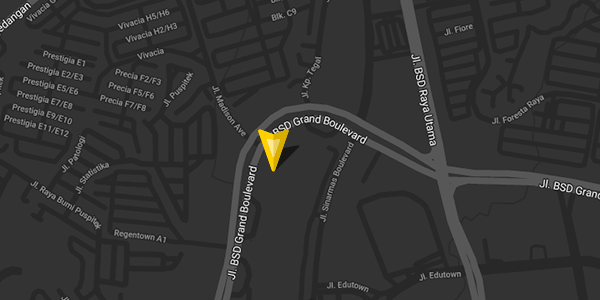 Vivacia H5/H6
Vivacia H2/H3
Vivacia
Blk. C9
Jl. Fiore
Prestigia E1
Prestigia E2/E3
Prestigia E5/E6
Prestigia E7/E8
Prestigia E9/E10
Prestigia E11/E12
Precia F2/F3
Precia F5/F6
Precia F7/F8
Jl. Puspitek
Jl. Madison Ave
Jl. Kp. Tegal
Jl. BSD Raya Utama
Jl. Foresta Raya
BSD Grand Boulevard
Jl. Patologi
Jl. Statistika
Jl. Raya Bumi Puspitek
Regentown A1
Jl. BSD Grand Boulevard
Jl. Sinarmas Boulevard
Jl. BSD Grand
Jl. Edutown
Jl. Edutown